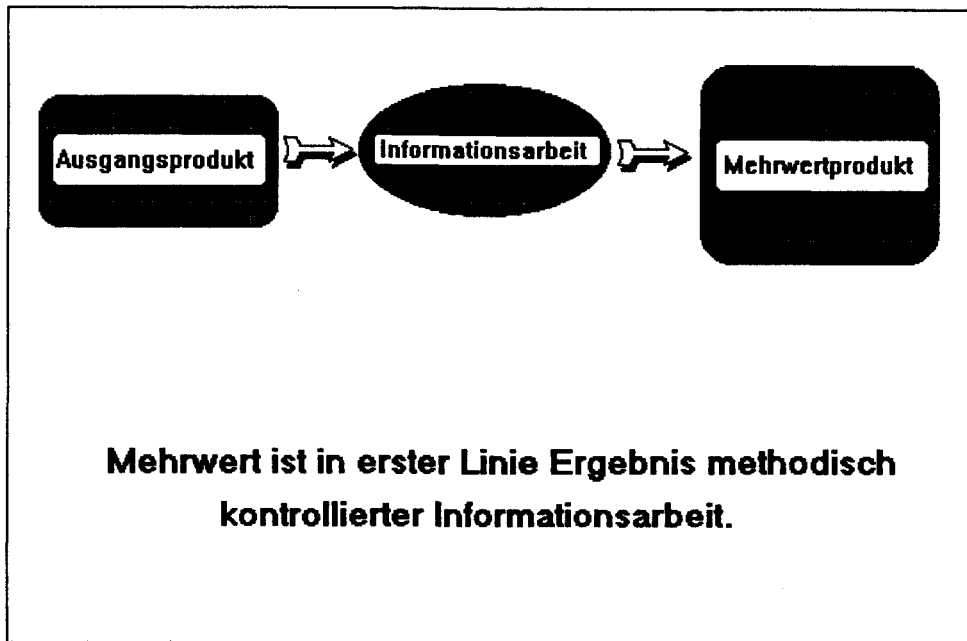 Ausgangsprodukt
Informationsarbeit
Mehrwertprodukt
Mehrwert ist in erster Linie Ergebnis methodisch
kontrollierter Informationsarbeit.